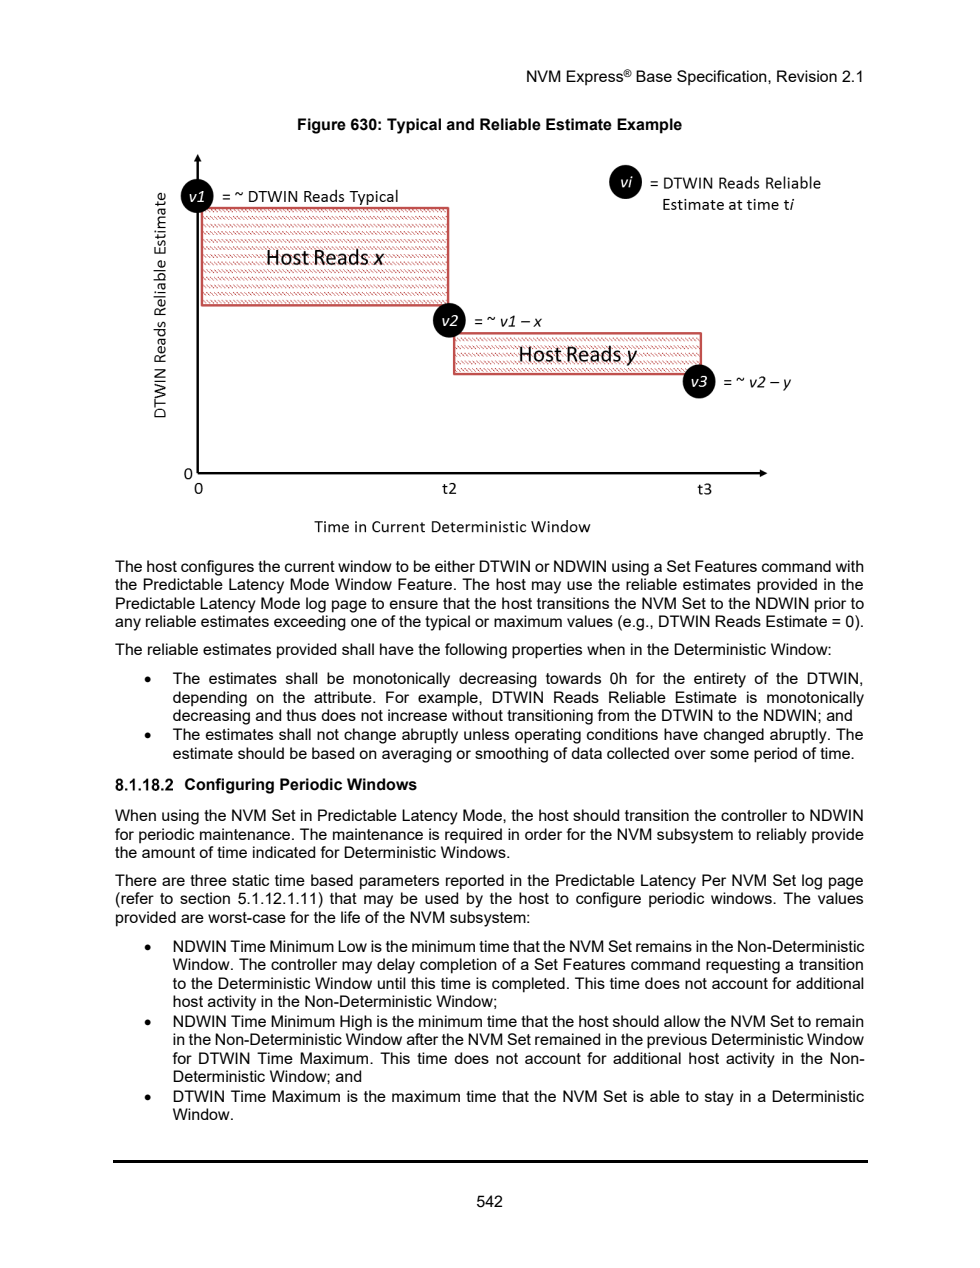 NVM Express® Base Specification, Revision 2.1
Figure 630: Typical and Reliable Estimate Example
v1 = ~ DTWIN Reads Typical
vi = DTWIN Reads Reliable
Estimate at time ti
DTWIN Reads Reliable Estimate
Host Reads x
v2 = ~ v1 – x
Host Reads y
v3 = ~ v2 – y
0
0 t2 t3
Time in Current Deterministic Window
The host configures the current window to be either DTWIN or NDWIN using a Set Features command with
the Predictable Latency Mode Window Feature. The host may use the reliable estimates provided in the
Predictable Latency Mode log page to ensure that the host transitions the NVM Set to the NDWIN prior to
any reliable estimates exceeding one of the typical or maximum values (e.g., DTWIN Reads Estimate = 0).
The reliable estimates provided shall have the following properties when in the Deterministic Window:
• The estimates shall be monotonically decreasing towards 0h for the entirety of the DTWIN,
depending on the attribute. For example, DTWIN Reads Reliable Estimate is monotonically
decreasing and thus does not increase without transitioning from the DTWIN to the NDWIN; and
• The estimates shall not change abruptly unless operating conditions have changed abruptly. The
estimate should be based on averaging or smoothing of data collected over some period of time.
8.1.18.2 Configuring Periodic Windows
When using the NVM Set in Predictable Latency Mode, the host should transition the controller to NDWIN
for periodic maintenance. The maintenance is required in order for the NVM subsystem to reliably provide
the amount of time indicated for Deterministic Windows.
There are three static time based parameters reported in the Predictable Latency Per NVM Set log page
(refer to section 5.1.12.1.11) that may be used by the host to configure periodic windows. The values
provided are worst-case for the life of the NVM subsystem:
• NDWIN Time Minimum Low is the minimum time that the NVM Set remains in the Non-Deterministic
Window. The controller may delay completion of a Set Features command requesting a transition
to the Deterministic Window until this time is completed. This time does not account for additional
host activity in the Non-Deterministic Window;
• NDWIN Time Minimum High is the minimum time that the host should allow the NVM Set to remain
in the Non-Deterministic Window after the NVM Set remained in the previous Deterministic Window
for DTWIN Time Maximum. This time does not account for additional host activity in the Non-
Deterministic Window; and
• DTWIN Time Maximum is the maximum time that the NVM Set is able to stay in a Deterministic
Window.
542